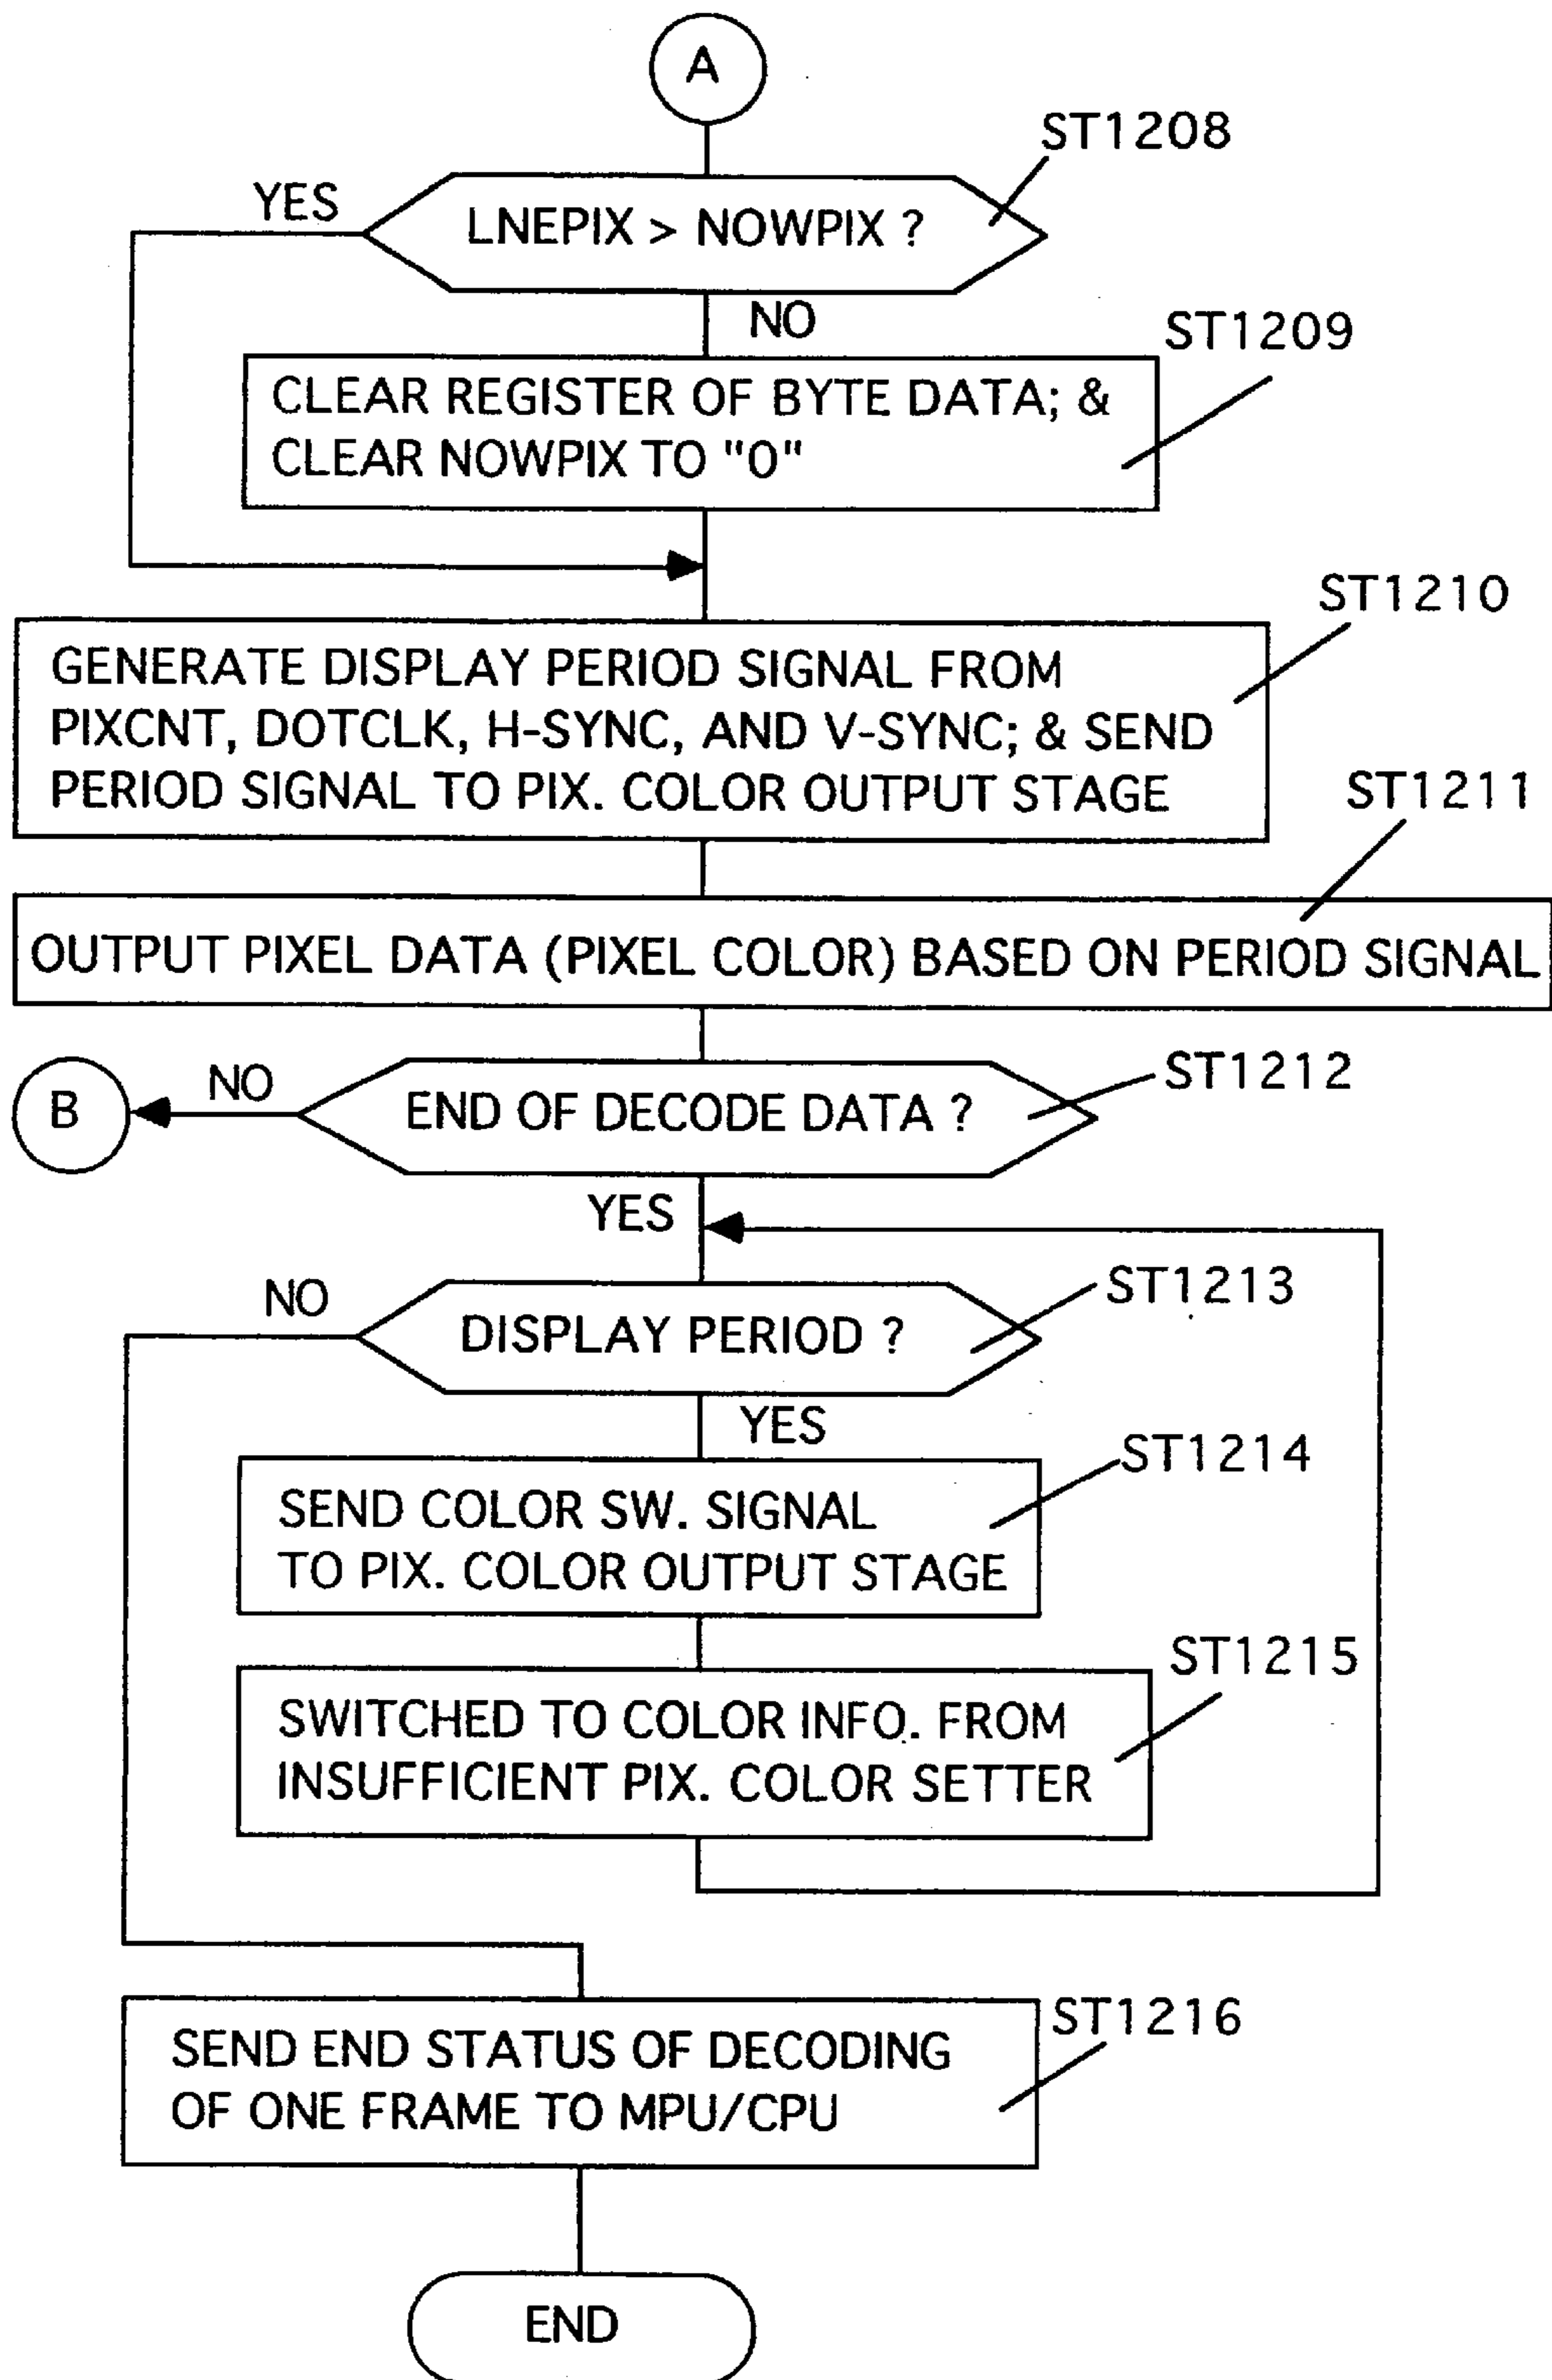 A
ST1208
YES
LNEPIX > NOWPIX ?
NO
ST1209
CLEAR REGISTER OF BYTE DATA; &
CLEAR NOWPIX TO "0"
ST1210
GENERATE DISPLAY PERIOD SIGNAL FROM
PIXCNT, DOTCLK, H-SYNC, AND V-SYNC; & SEND
PERIOD SIGNAL TO PIX. COLOR OUTPUT STAGE
ST1211
OUTPUT PIXEL DATA (PIXEL COLOR) BASED ON PERIOD SIGNAL
B
NO
END OF DECODE DATA ?
ST1212
YES
NO
DISPLAY PERIOD ?
ST1213
YES
ST1214
SEND COLOR SW. SIGNAL
TO PIX. COLOR OUTPUT STAGE
ST1215
SWITCHED TO COLOR INFO. FROM
INSUFFICIENT PIX. COLOR SETTER
ST1216
SEND END STATUS OF DECODING
OF ONE FRAME TO MPU/CPU
END